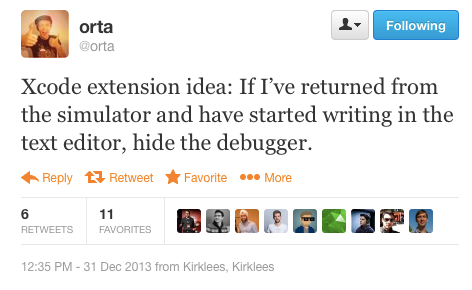 orta
@orta
Following
Xcode extension idea: If I've returned from
the simulator and have started writing in the
text editor, hide the debugger.
Reply Retweet Favorite More
6 11
RETWEETS FAVORITES
12:35 PM - 31 Dec 2013 from Kirklees, Kirklees